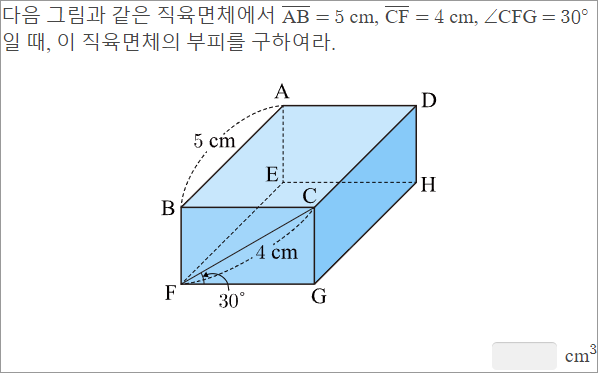 다음 그림과 같은 직육면체에서 AB = 5 cm, CF = 4 cm, ∠CFG = 30°
일 때, 이 직육면체의 부피를 구하여라.
A
D
5 cm
E
H
B
C
4 cm
F
30°
G
cm³